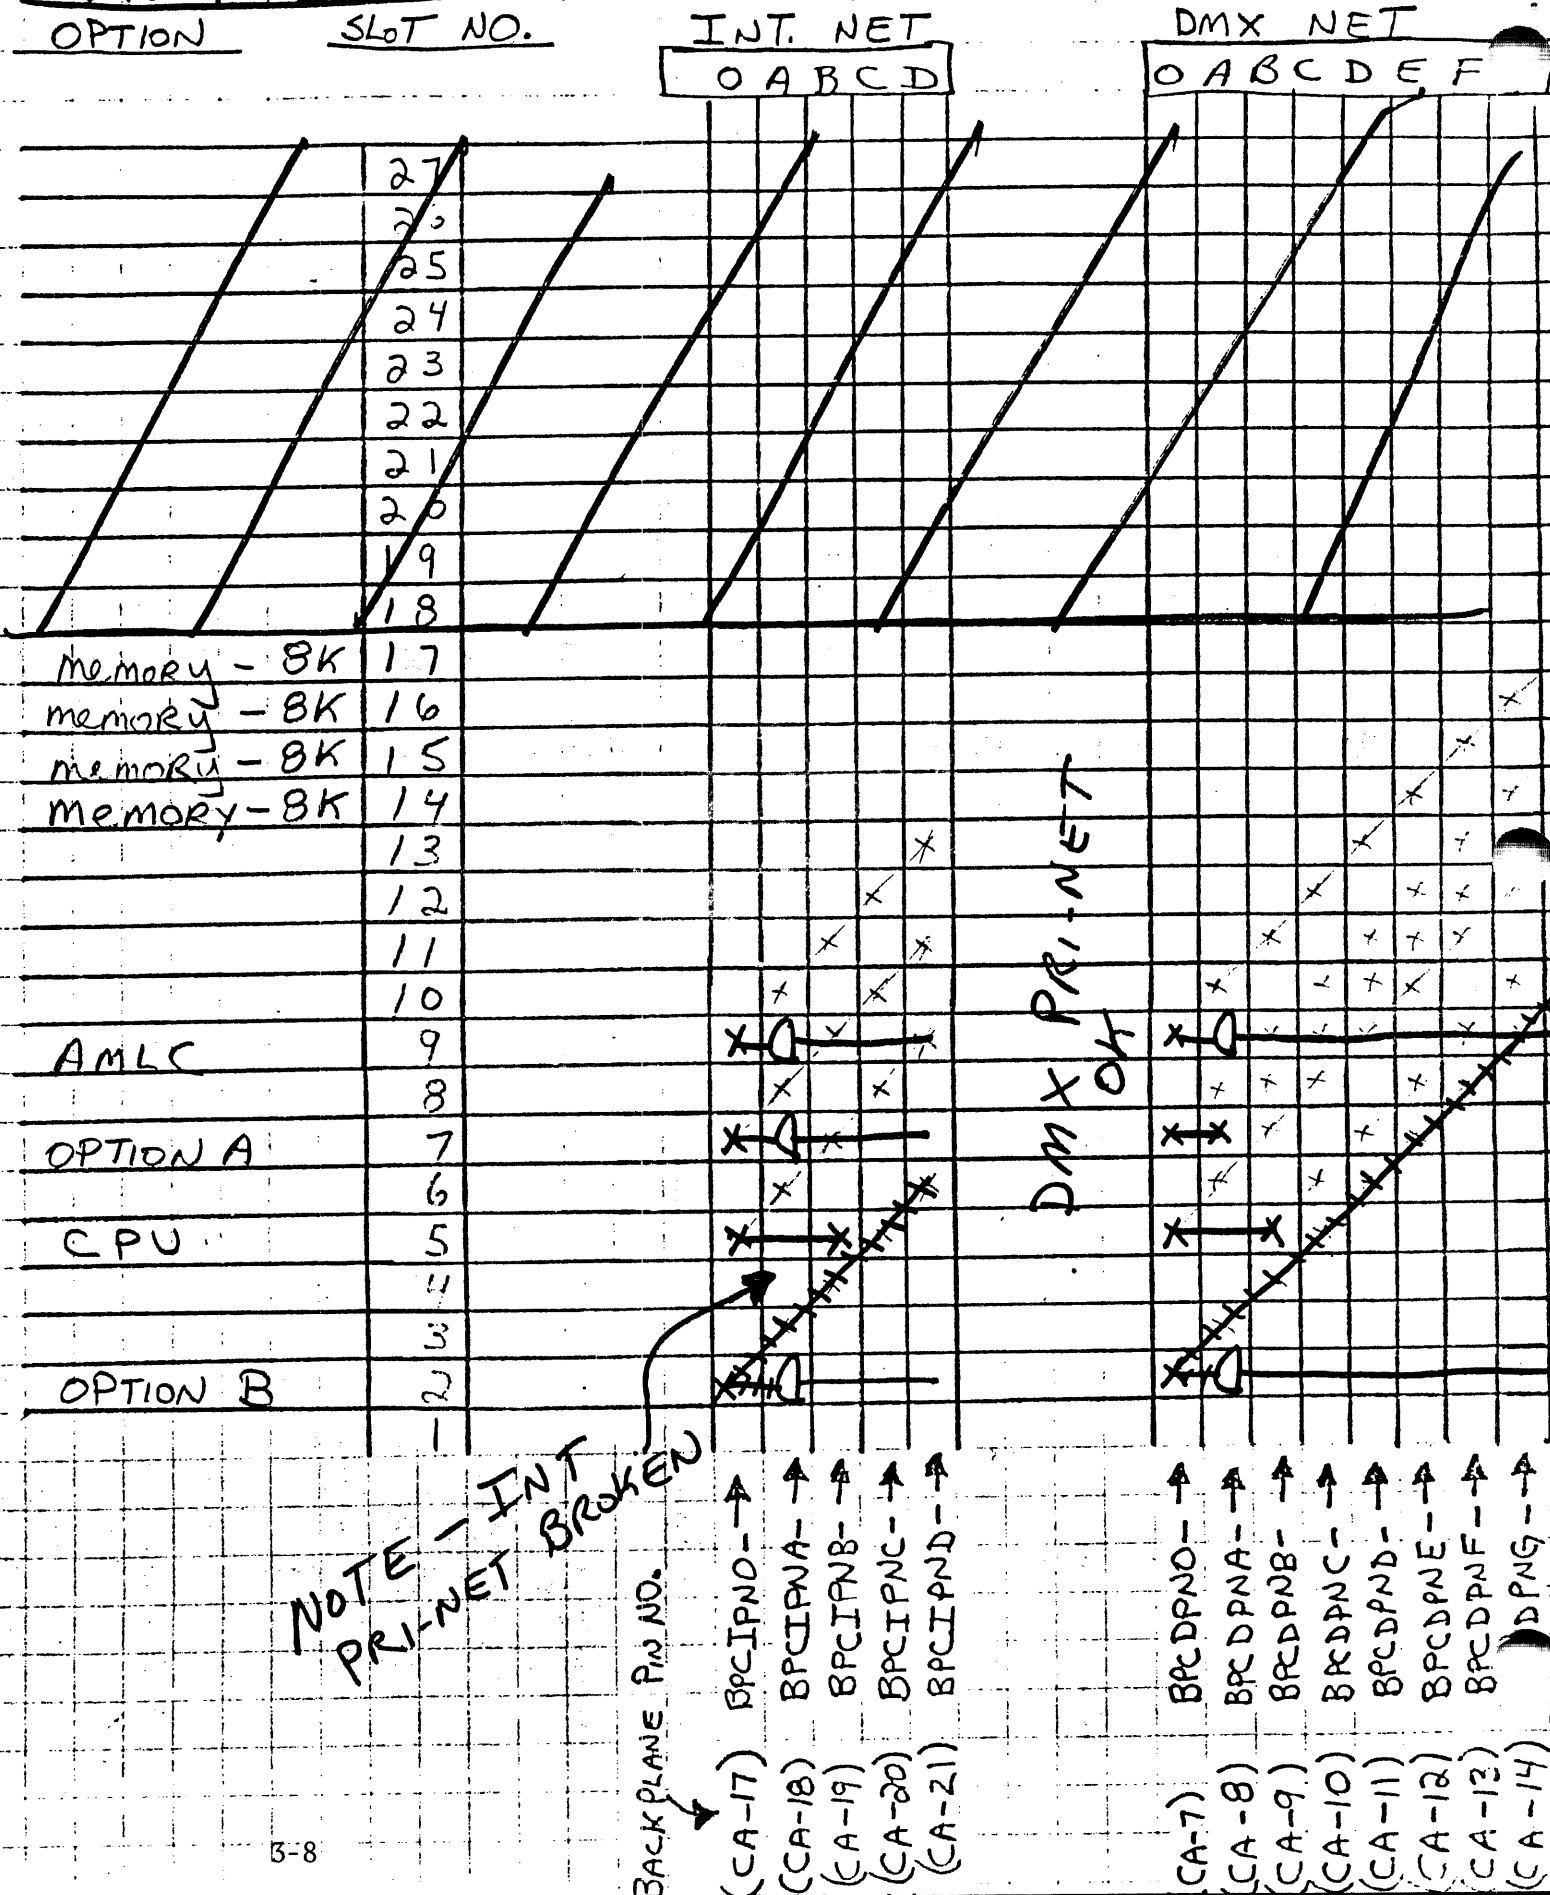 OPTION SLOT NO. INT. NET DMX NET
O A B C D O A B C D E F
27
25
24
23
22
21
20
19
18
memory - 8K 17
memory - 8K 16
memory - 8K 15
memory - 8K 14
13
12
11
10
AMLC 9
8
OPTION A 7
6
CPU 5
4
3
OPTION B 2
1
DMX PRI-NET
OK
NOTE - INT
PRI-NET BROKEN
BACKPLANE PIN NO.
BPCIPNO-
BPCIPNA-
BPCIPNB-
BPCIPNC-
BPCIPND-
BPCDPNO-
BPCDPNA-
BPCDPNB-
BPCDPNC-
BPCDPND-
BPCDPNE-
BPCDPNF-
DPNG-
(CA-17)
(CA-18)
(CA-19)
(CA-20)
(CA-21)
(CA-7)
(CA-8)
(CA-9)
(CA-10)
(CA-11)
(CA-12)
(CA-13)
(CA-14)
3-8